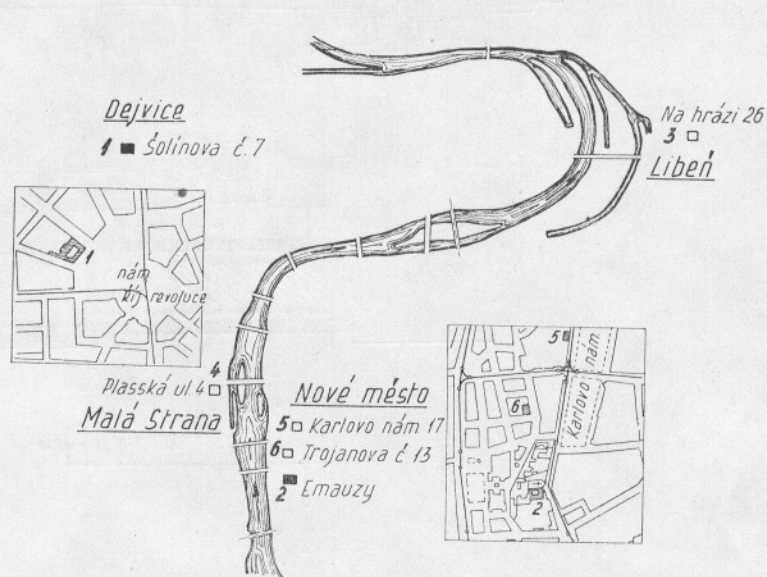 Dejvice
1 Šolínova č. 7
1
nám
říj revoluce
Na hrázi 26
3
Libeň
4
Plasská ul. 4
Malá Strana
Nové město
5 Karlovo nám 17
6 Trojanova č 13
2 Emauzy
5
Karlovo nám
6
2